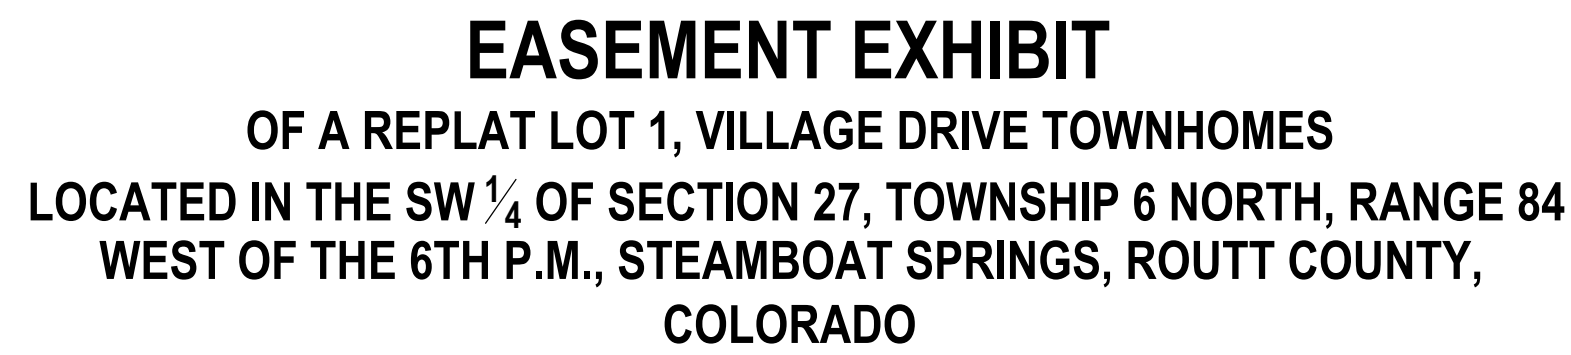 EASEMENT EXHIBIT
OF A REPLAT LOT 1, VILLAGE DRIVE TOWNHOMES
LOCATED IN THE SW ¼ OF SECTION 27, TOWNSHIP 6 NORTH, RANGE 84
WEST OF THE 6TH P.M., STEAMBOAT SPRINGS, ROUTT COUNTY,
COLORADO